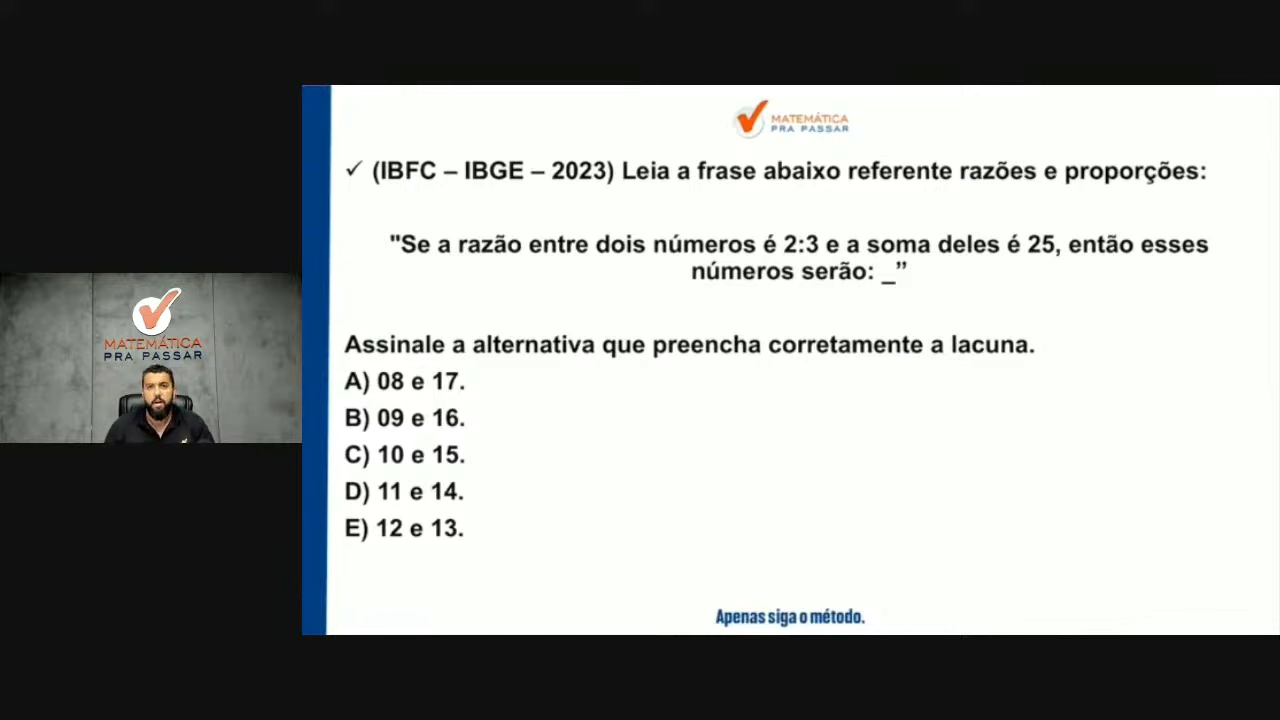 MATEMÁTICA
PRA PASSAR
✓ (IBFC – IBGE – 2023) Leia a frase abaixo referente razões e proporções:
"Se a razão entre dois números é 2:3 e a soma deles é 25, então esses
números serão: _”
MATEMÁTICA
PRA PASSAR
Assinale a alternativa que preencha corretamente a lacuna.
A) 08 e 17.
B) 09 e 16.
C) 10 e 15.
D) 11 e 14.
E) 12 e 13.
Apenas siga o método.